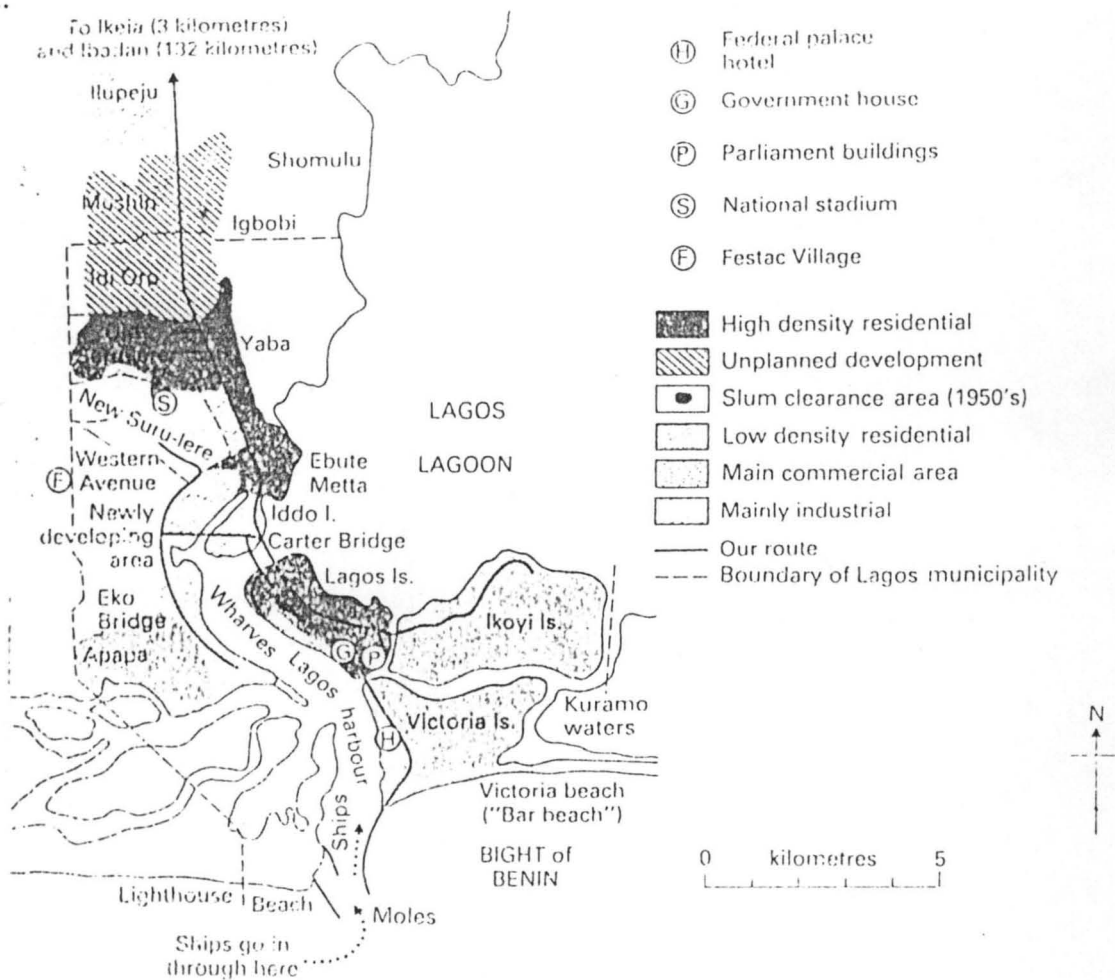 To Ikeja (3 kilometres)
and Ibadan (132 kilometres)
Ilupeju
Shomulu
Mushin
Igbobi
Idi Oro
Yaba
S
New Suru-lere
LAGOS
LAGOON
Western
Avenue
F
Ebute
Metta
Newly
developing
area
Iddo I.
Carter Bridge
Lagos Is.
Eko
Bridge
Wharves
Lagos harbour
Ikoyi Is.
G
P
Apapa
Victoria Is.
H
Kuramo
waters
Victoria beach
("Bar beach")
Ships
BIGHT of
BENIN
Lighthouse Beach
Moles
Ships go in
through here
H Federal palace
hotel
G Government house
P Parliament buildings
S National stadium
F Festac Village
High density residential
Unplanned development
Slum clearance area (1950's)
Low density residential
Main commercial area
Mainly industrial
Our route
Boundary of Lagos municipality
N
0 kilometres 5